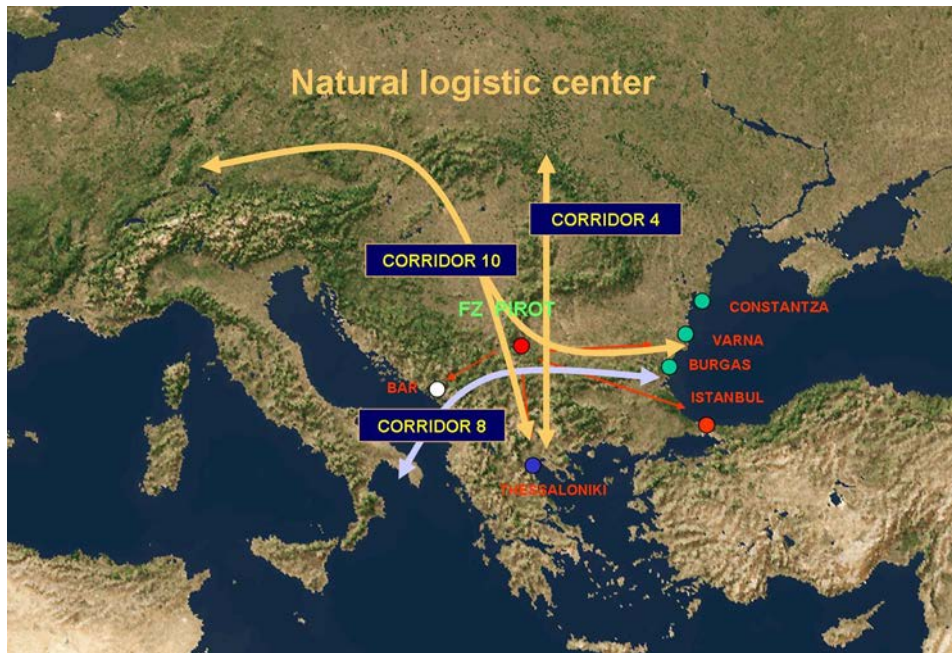 Natural logistic center
CORRIDOR 4
CORRIDOR 10
FZ PIROT
CONSTANTZA
VARNA
BURGAS
BAR
ISTANBUL
CORRIDOR 8
THESSALONIKI